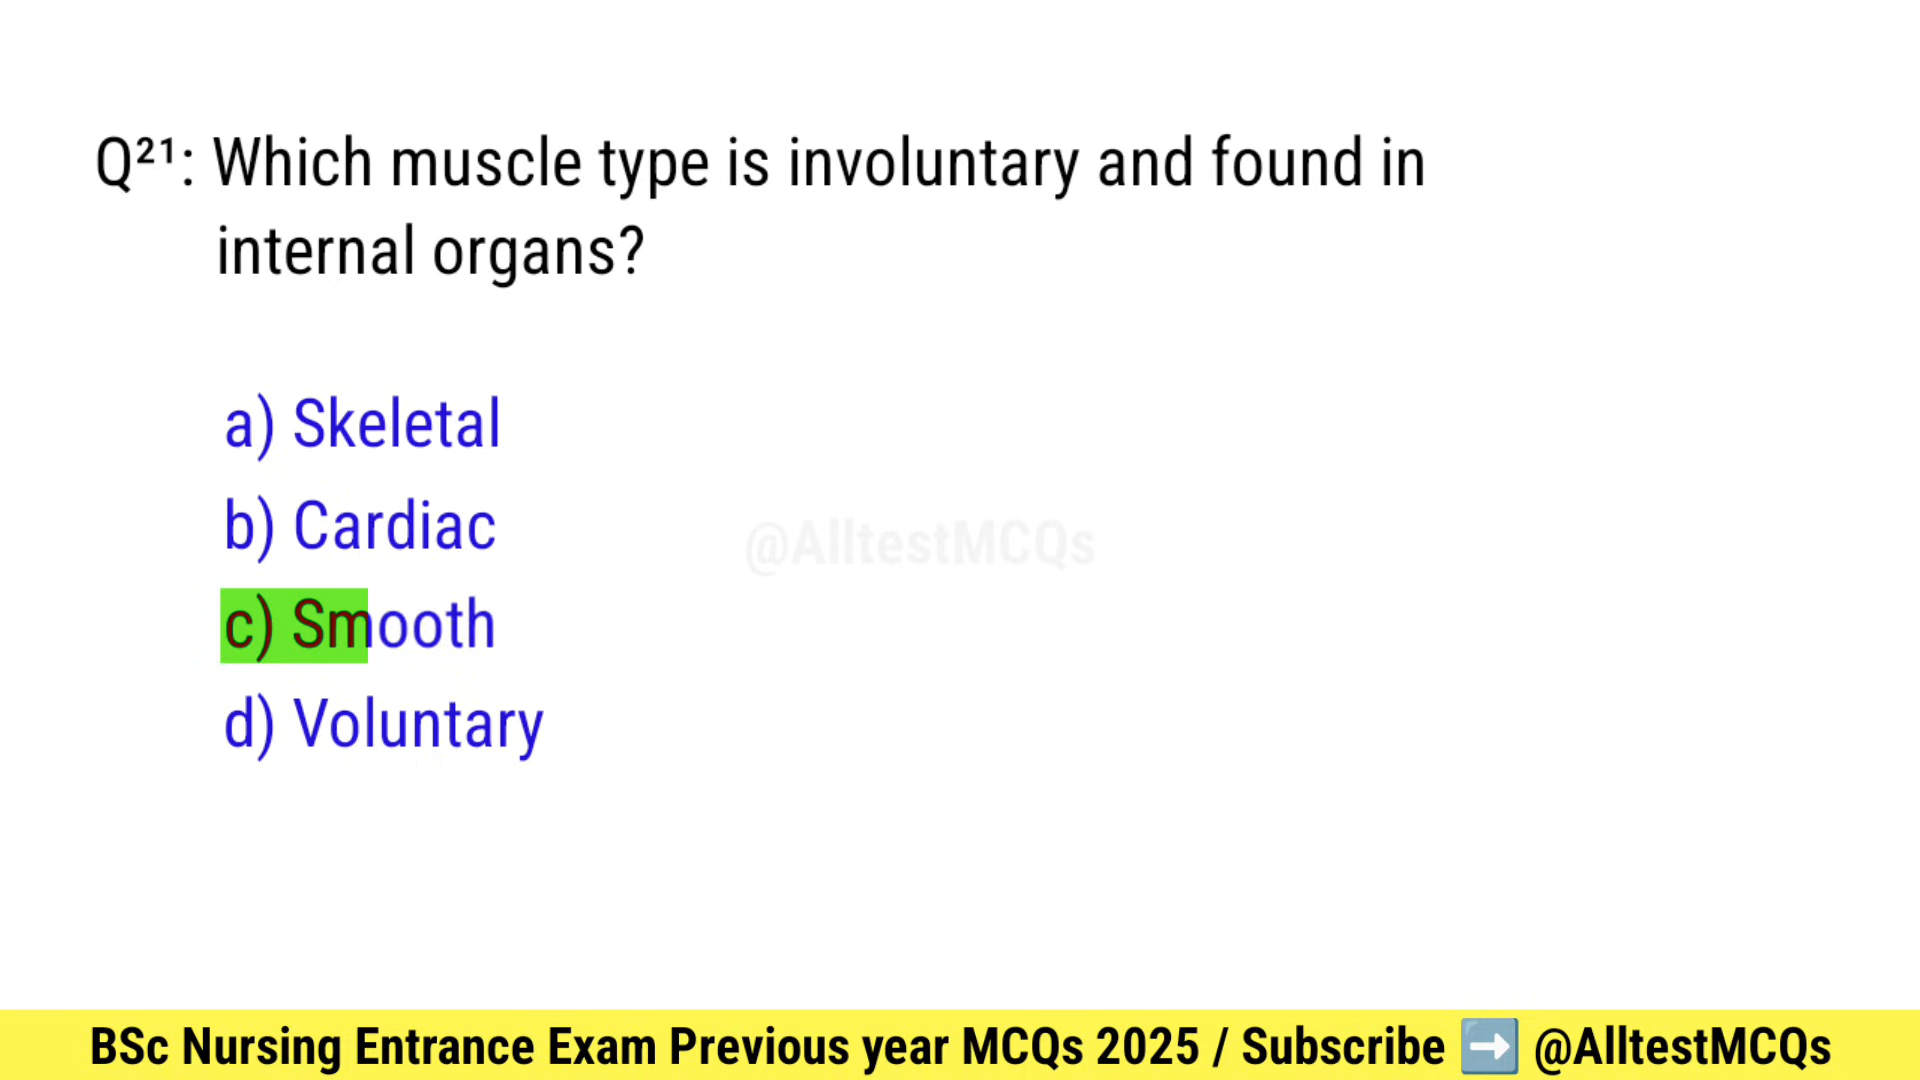 Q²¹: Which muscle type is involuntary and found in
internal organs?
a) Skeletal
b) Cardiac
@AlltestMCQs
c) Smooth
d) Voluntary
BSc Nursing Entrance Exam Previous year MCQs 2025 / Subscribe ➡️ @AlltestMCQs